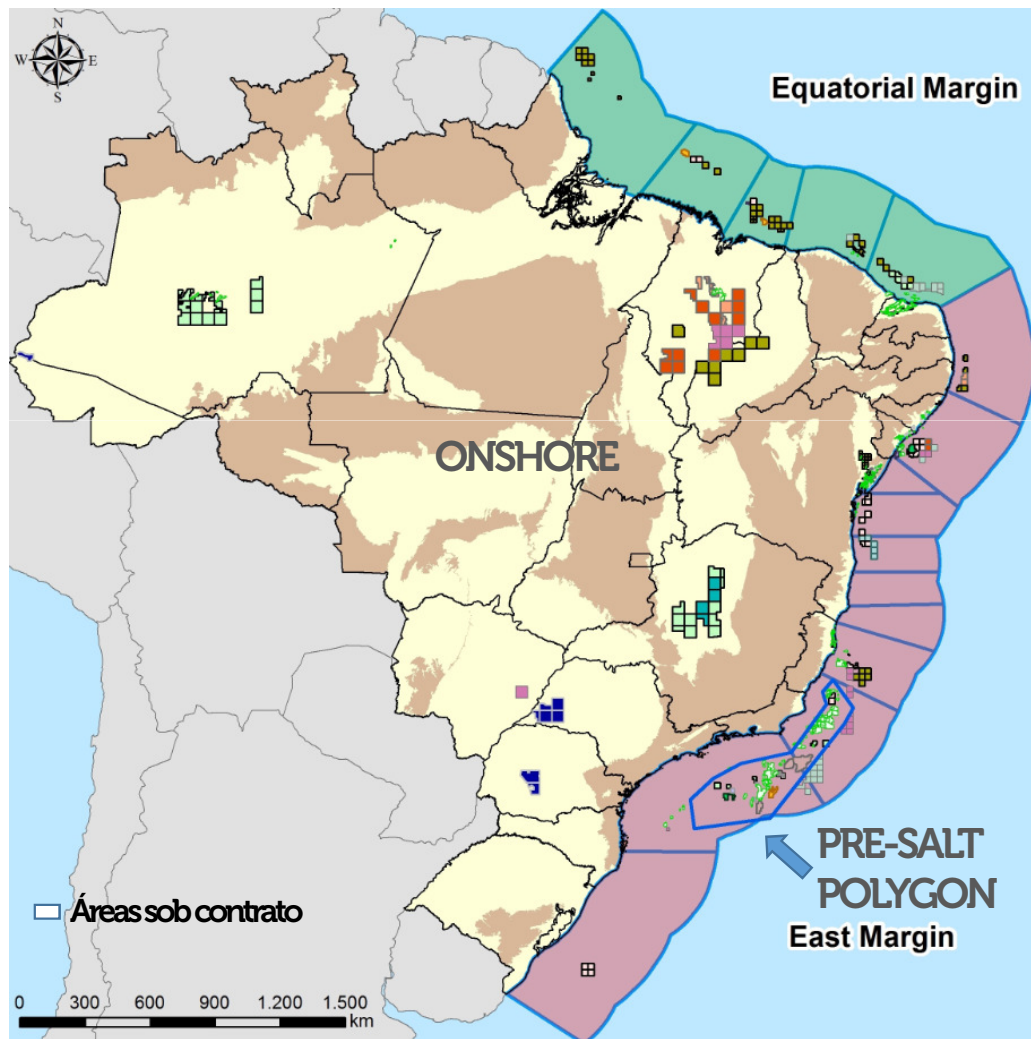 N
W E
S
Equatorial Margin
ONSHORE
PRE-SALT
POLYGON
Áreas sob contrato
East Margin
0 300 600 900 1.200 1.500
km